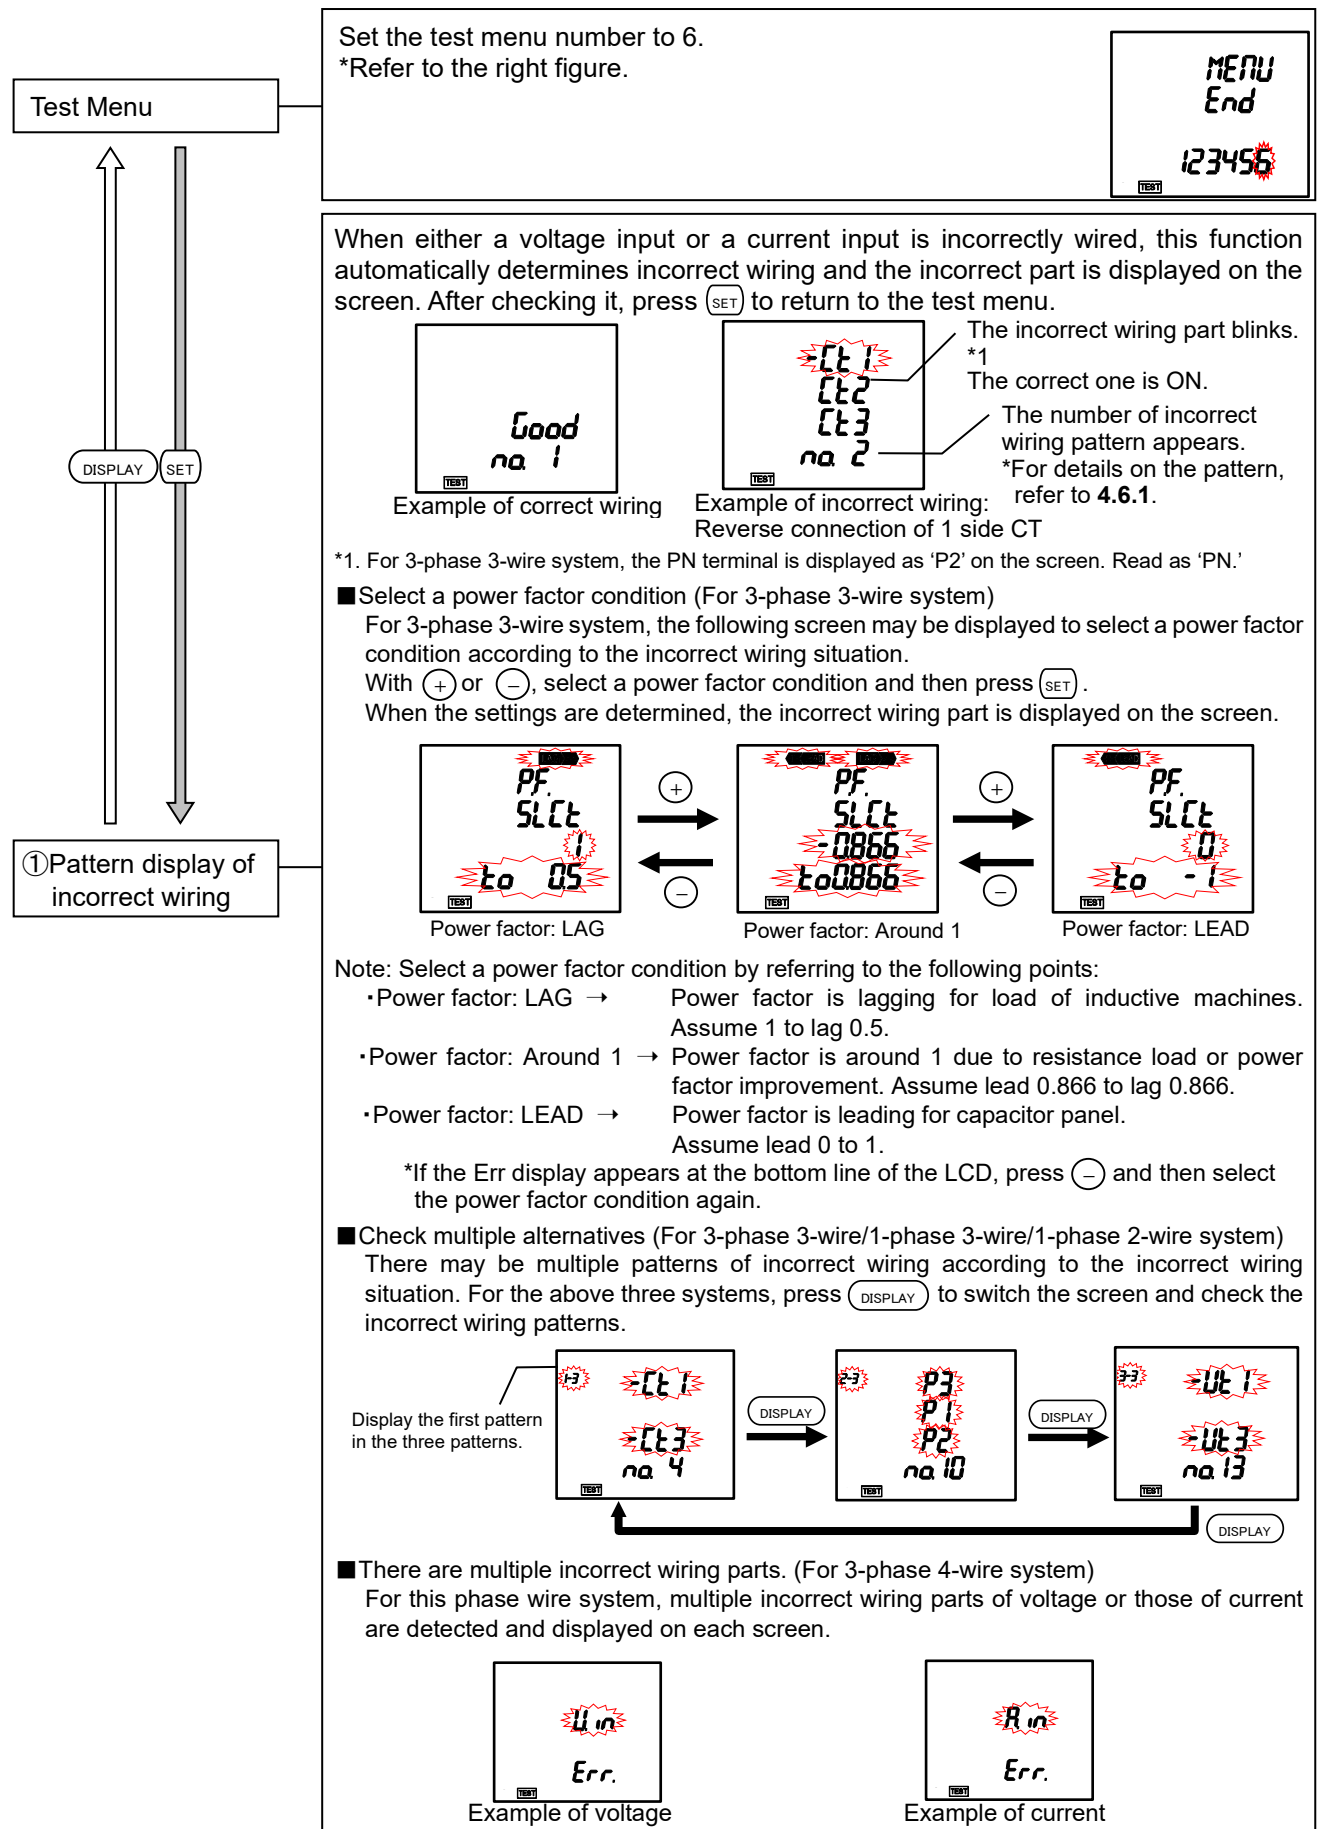 Set the test menu number to 6.
*Refer to the right figure.
MENU
End
123456
TEST
Test Menu
DISPLAY
SET
①Pattern display of
incorrect wiring
When either a voltage input or a current input is incorrectly wired, this function
automatically determines incorrect wiring and the incorrect part is displayed on the
screen. After checking it, press SET to return to the test menu.
Good
no. 1
TEST
Example of correct wiring
-Ct 1
Ct2
Ct3
no. 2
TEST
Example of incorrect wiring:
Reverse connection of 1 side CT
The incorrect wiring part blinks.
*1
The correct one is ON.
The number of incorrect
wiring pattern appears.
*For details on the pattern,
refer to 4.6.1.
*1. For 3-phase 3-wire system, the PN terminal is displayed as ‘P2’ on the screen. Read as ‘PN.’
■Select a power factor condition (For 3-phase 3-wire system)
For 3-phase 3-wire system, the following screen may be displayed to select a power factor
condition according to the incorrect wiring situation.
With + or −, select a power factor condition and then press SET.
When the settings are determined, the incorrect wiring part is displayed on the screen.
P.F.
SLCt
1
to 0.5
TEST
Power factor: LAG
+
−
P.F.
SLCt
-0.866
to0.866
TEST
Power factor: Around 1
+
−
P.F.
SLCt
0
to -1
TEST
Power factor: LEAD
Note: Select a power factor condition by referring to the following points:
・Power factor: LAG → Power factor is lagging for load of inductive machines.
Assume 1 to lag 0.5.
・Power factor: Around 1 → Power factor is around 1 due to resistance load or power
factor improvement. Assume lead 0.866 to lag 0.866.
・Power factor: LEAD → Power factor is leading for capacitor panel.
Assume lead 0 to 1.
*If the Err display appears at the bottom line of the LCD, press − and then select
the power factor condition again.
■Check multiple alternatives (For 3-phase 3-wire/1-phase 3-wire/1-phase 2-wire system)
There may be multiple patterns of incorrect wiring according to the incorrect wiring
situation. For the above three systems, press DISPLAY to switch the screen and check the
incorrect wiring patterns.
Display the first pattern
in the three patterns.
1-3
-Ct 1
-Ct3
no. 4
TEST
DISPLAY
2-3
P3
P1
P2
no. 10
TEST
DISPLAY
3-3
-Ut 1
-Ut3
no. 13
TEST
DISPLAY
■There are multiple incorrect wiring parts. (For 3-phase 4-wire system)
For this phase wire system, multiple incorrect wiring parts of voltage or those of current
are detected and displayed on each screen.
U.in
Err.
TEST
Example of voltage
A.in
Err.
TEST
Example of current